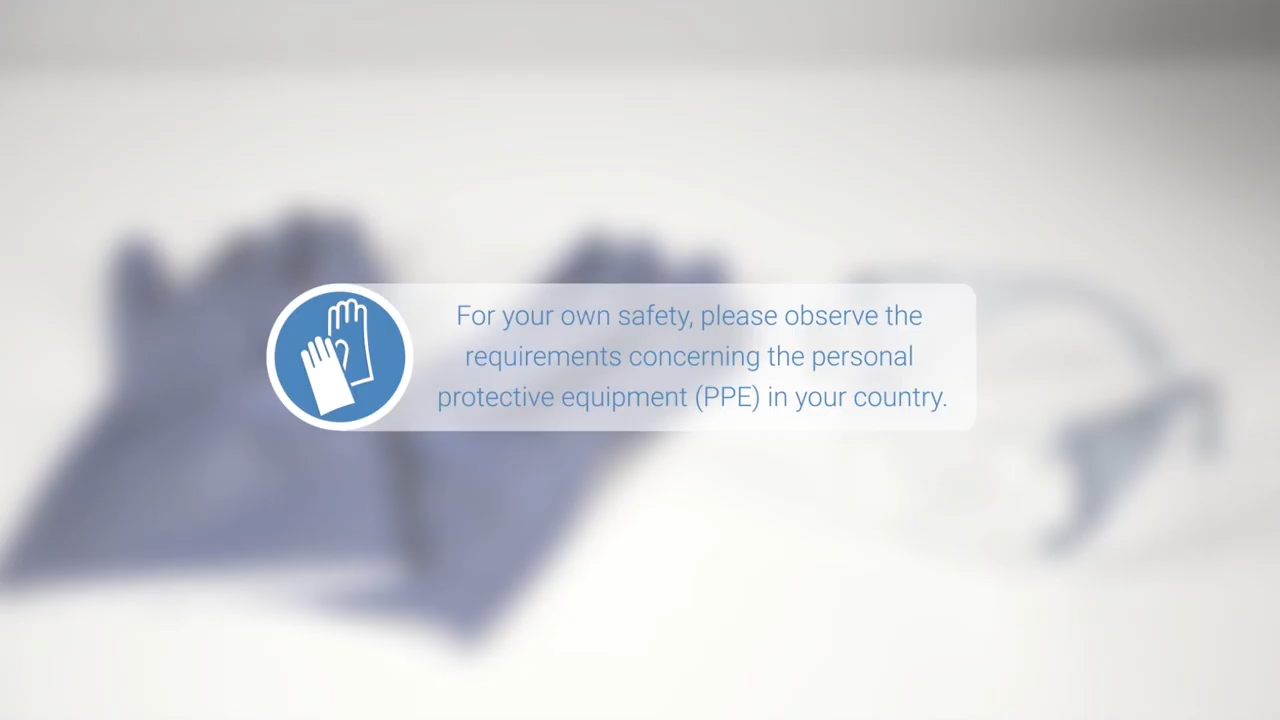 For your own safety, please observe the
requirements concerning the personal
protective equipment (PPE) in your country.